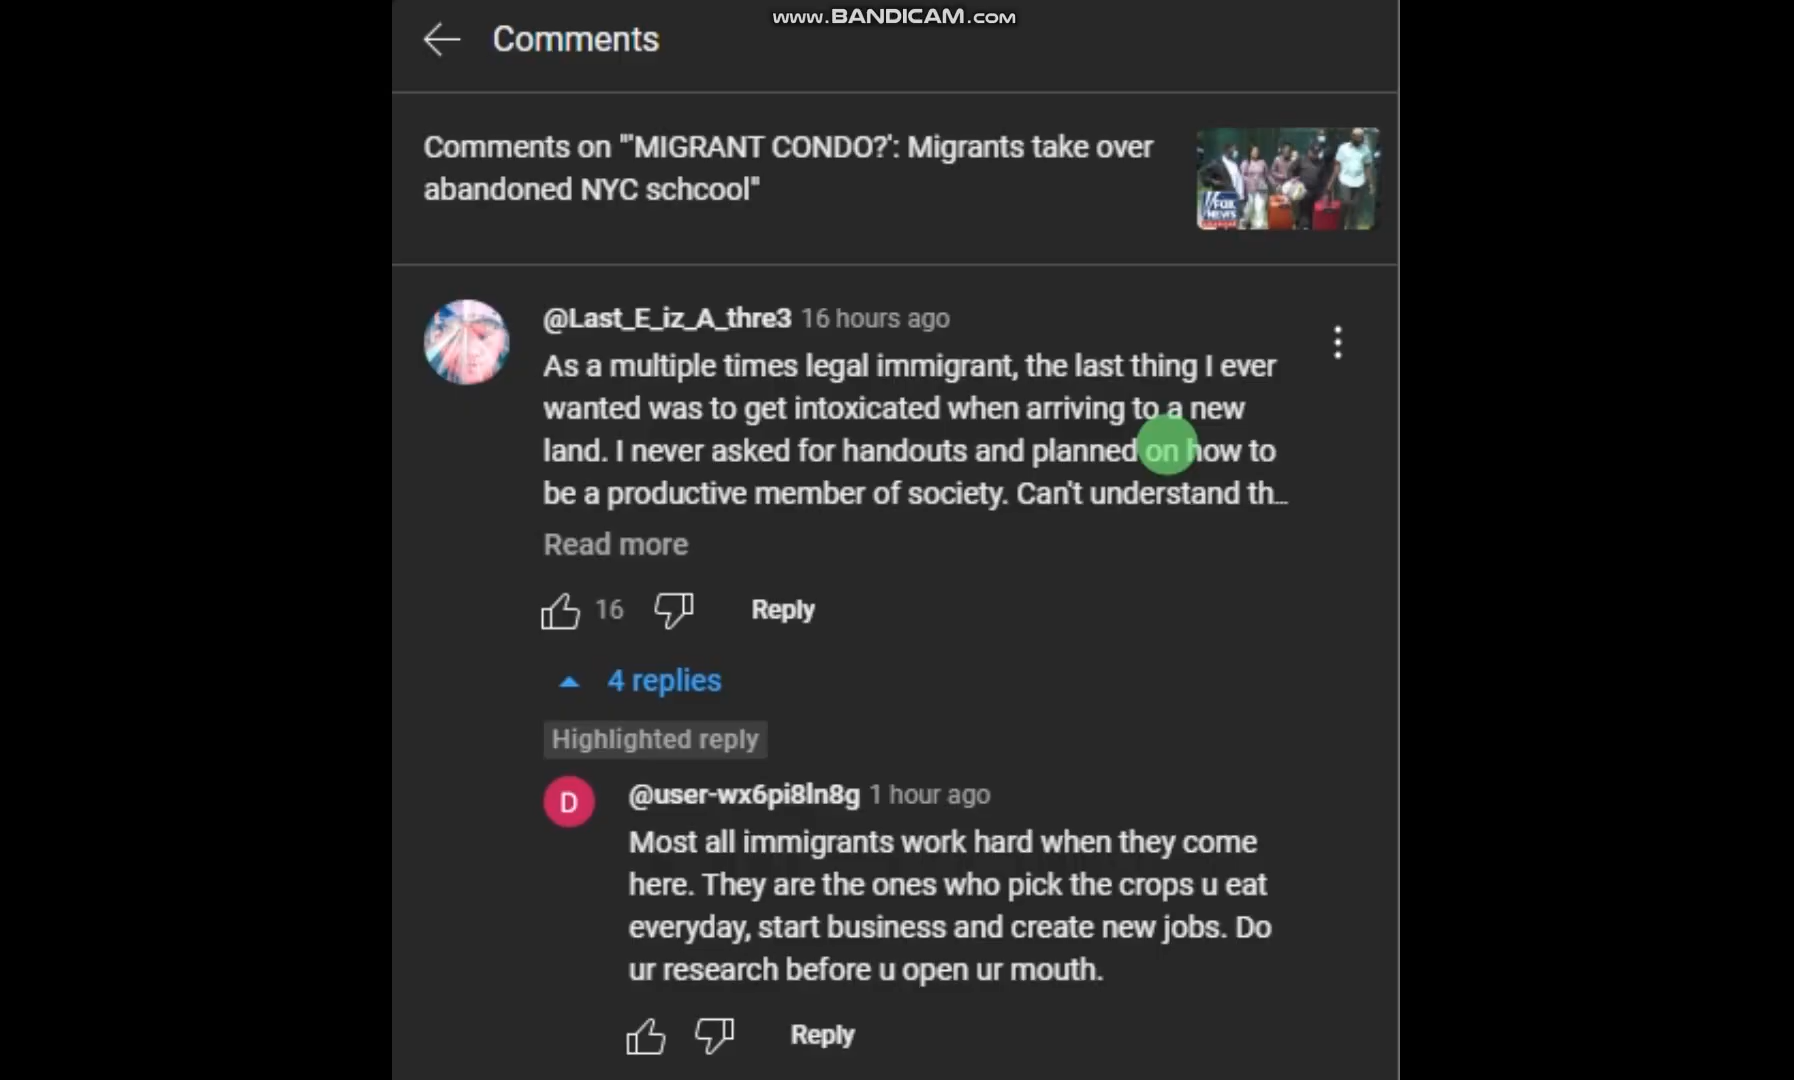 www.BANDICAM.com
Comments
Comments on "'MIGRANT CONDO?': Migrants take over
abandoned NYC schcool"
FOX
NEWS
@Last_E_iz_A_thre3 16 hours ago
As a multiple times legal immigrant, the last thing I ever
wanted was to get intoxicated when arriving to a new
land. I never asked for handouts and planned on how to
be a productive member of society. Can't understand th...
Read more
16 Reply
4 replies
Highlighted reply
D
@user-wx6pi8ln8g 1 hour ago
Most all immigrants work hard when they come
here. They are the ones who pick the crops u eat
everyday, start business and create new jobs. Do
ur research before u open ur mouth.
Reply